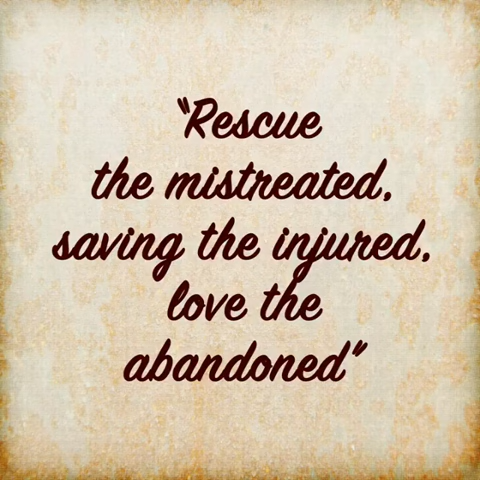 “Rescue
the mistreated,
saving the injured,
love the
abandoned”